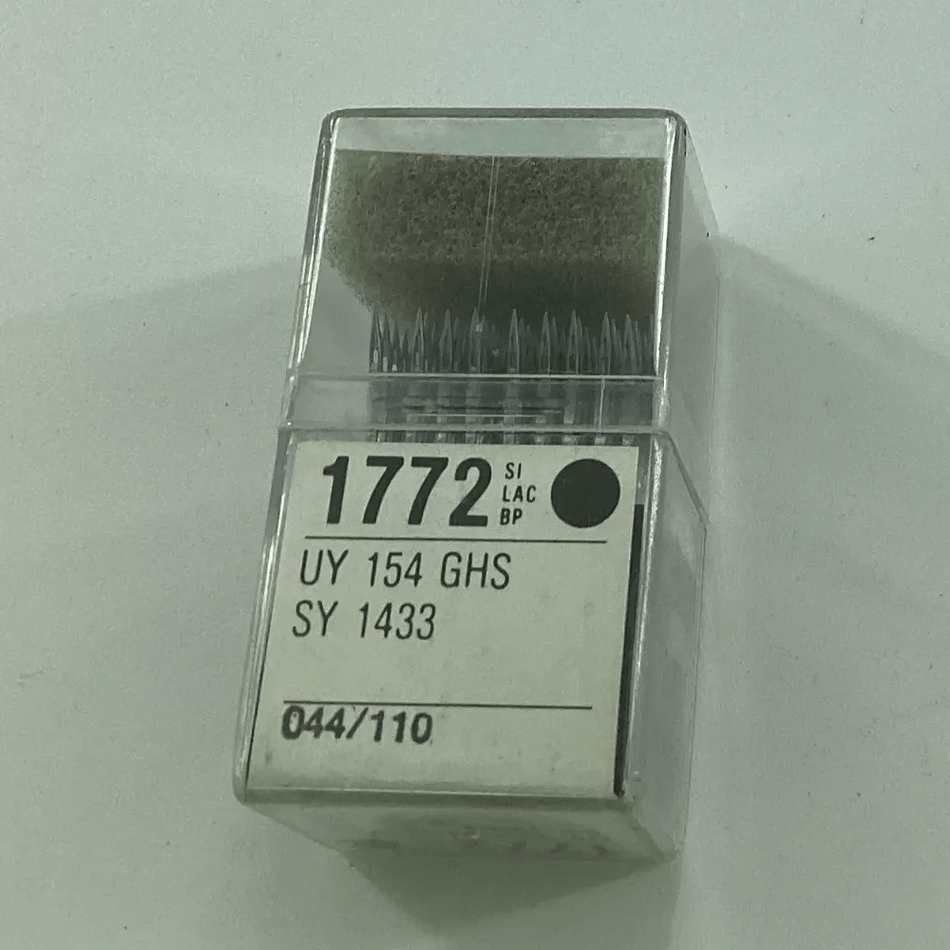 1772 SI
LAC
BP
UY 154 GHS
SY 1433
044/110